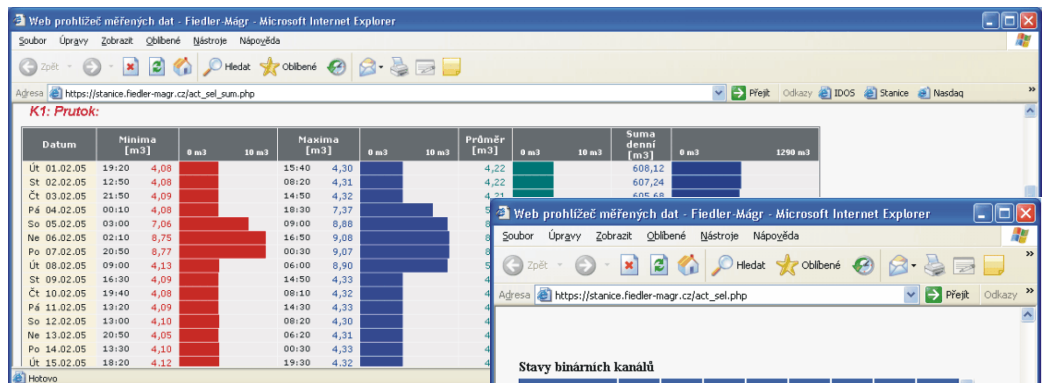 Web prohlížeč měřených dat - Fiedler-Mágr - Microsoft Internet Explorer
Soubor Úpravy Zobrazit Oblíbené Nástroje Nápověda
Zpět Hledat Oblíbené
Adresa https://stanice.fiedler-magr.cz/act_sel_sum.php Přejít Odkazy IDOS Stanice Nasdaq »
K1: Prutok:
Datum Minima [m3] 0 m3 10 m3 Maxima [m3] 0 m3 10 m3 Průměr [m3] 0 m3 10 m3 Suma denní [m3] 0 m3 1290 m3
Út 01.02.05 19:20 4,08 15:40 4,30 4,22 608,12
St 02.02.05 12:50 4,08 08:20 4,31 4,22 607,24
Čt 03.02.05 21:50 4,09 14:50 4,32 4,21 605,68
Pá 04.02.05 00:10 4,08 18:30 7,37
So 05.02.05 03:00 7,06 09:00 8,88
Ne 06.02.05 02:10 8,75 16:50 9,08
Po 07.02.05 20:50 8,77 00:30 9,07
Út 08.02.05 09:00 4,13 06:00 8,90
St 09.02.05 16:30 4,09 14:50 4,33
Čt 10.02.05 19:40 4,08 08:10 4,32
Pá 11.02.05 13:20 4,09 14:30 4,33
So 12.02.05 13:00 4,10 08:20 4,30
Ne 13.02.05 20:50 4,05 06:20 4,31
Po 14.02.05 13:30 4,10 00:30 4,33
Út 15.02.05 18:20 4.12 19:30 4.32
Hotovo
Web prohlížeč měřených dat - Fiedler-Mágr - Microsoft Internet Explorer
Soubor Úpravy Zobrazit Oblíbené Nástroje Nápověda
Zpět Hledat Oblíbené »
Adresa https://stanice.fiedler-magr.cz/act_sel.php Přejít Odkazy »
Stavy binárních kanálů